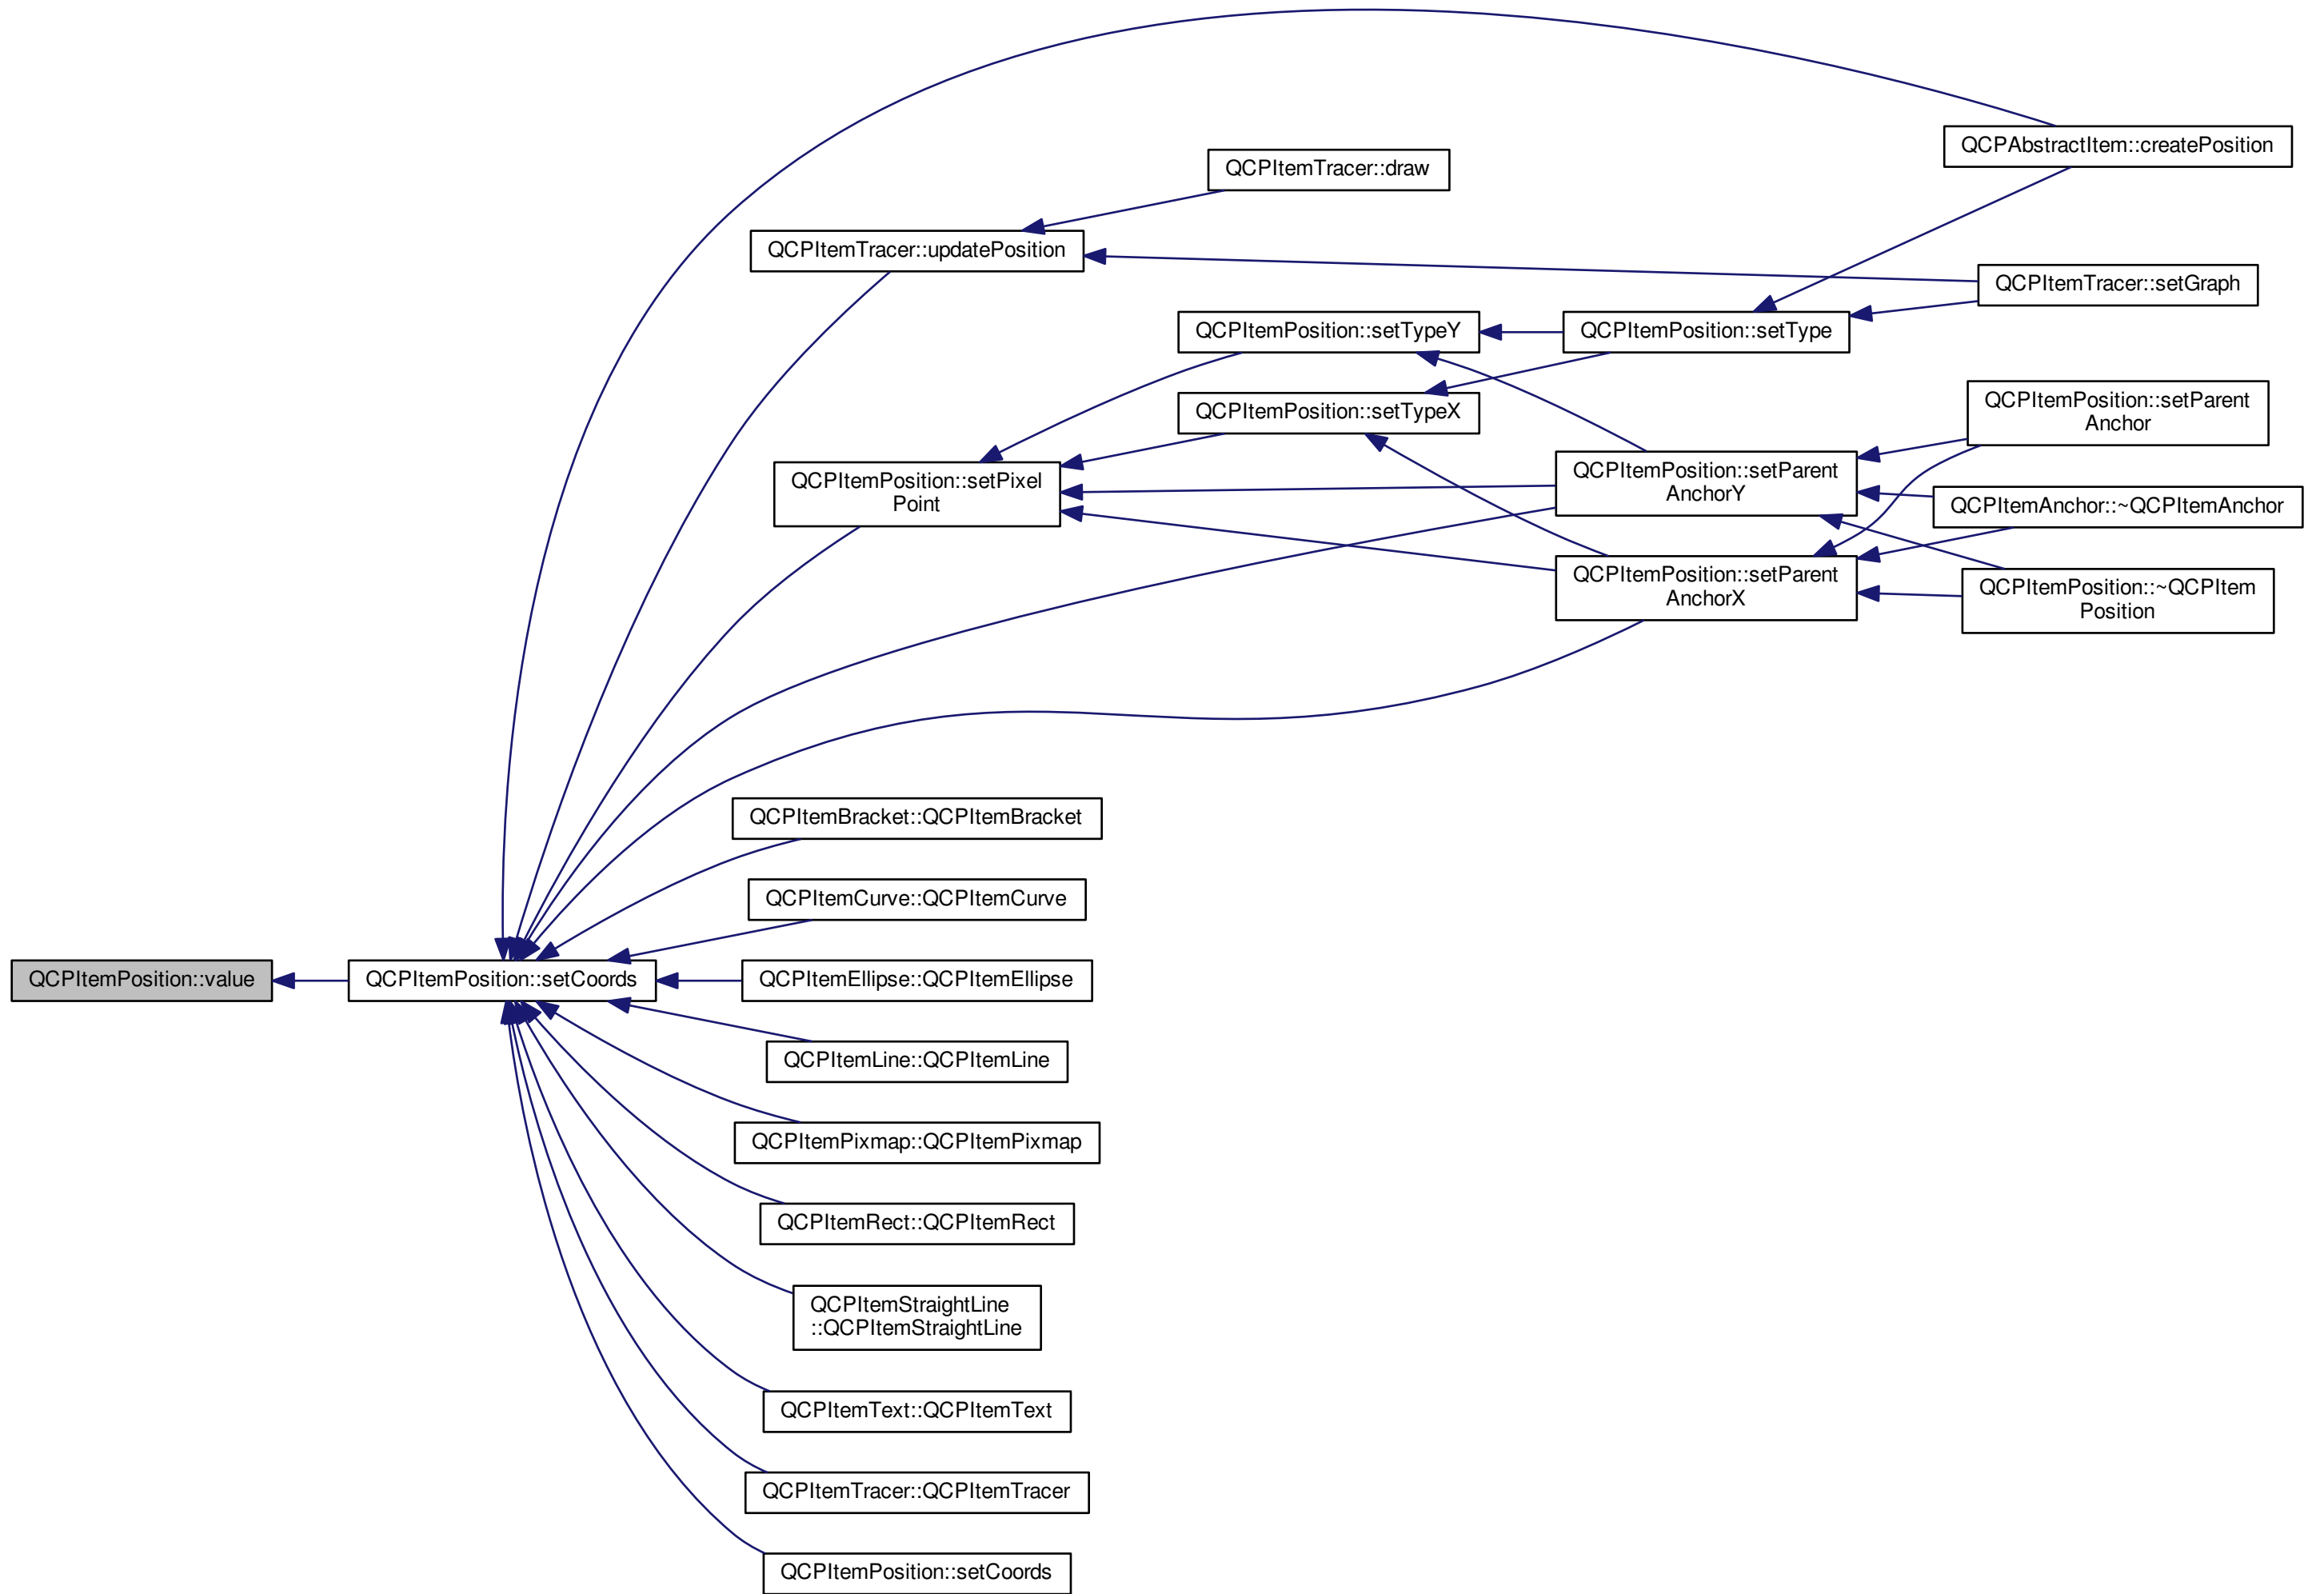 QCPAbstractItem::createPosition
QCPItemTracer::draw
QCPItemTracer::updatePosition
QCPItemTracer::setGraph
QCPItemPosition::setTypeY
QCPItemPosition::setType
QCPItemPosition::setTypeX
QCPItemPosition::setParent
Anchor
QCPItemPosition::setPixel
Point
QCPItemPosition::setParent
AnchorY
QCPItemAnchor::~QCPItemAnchor
QCPItemPosition::setParent
AnchorX
QCPItemPosition::~QCPItem
Position
QCPItemBracket::QCPItemBracket
QCPItemCurve::QCPItemCurve
QCPItemPosition::value
QCPItemPosition::setCoords
QCPItemEllipse::QCPItemEllipse
QCPItemLine::QCPItemLine
QCPItemPixmap::QCPItemPixmap
QCPItemRect::QCPItemRect
QCPItemStraightLine
::QCPItemStraightLine
QCPItemText::QCPItemText
QCPItemTracer::QCPItemTracer
QCPItemPosition::setCoords